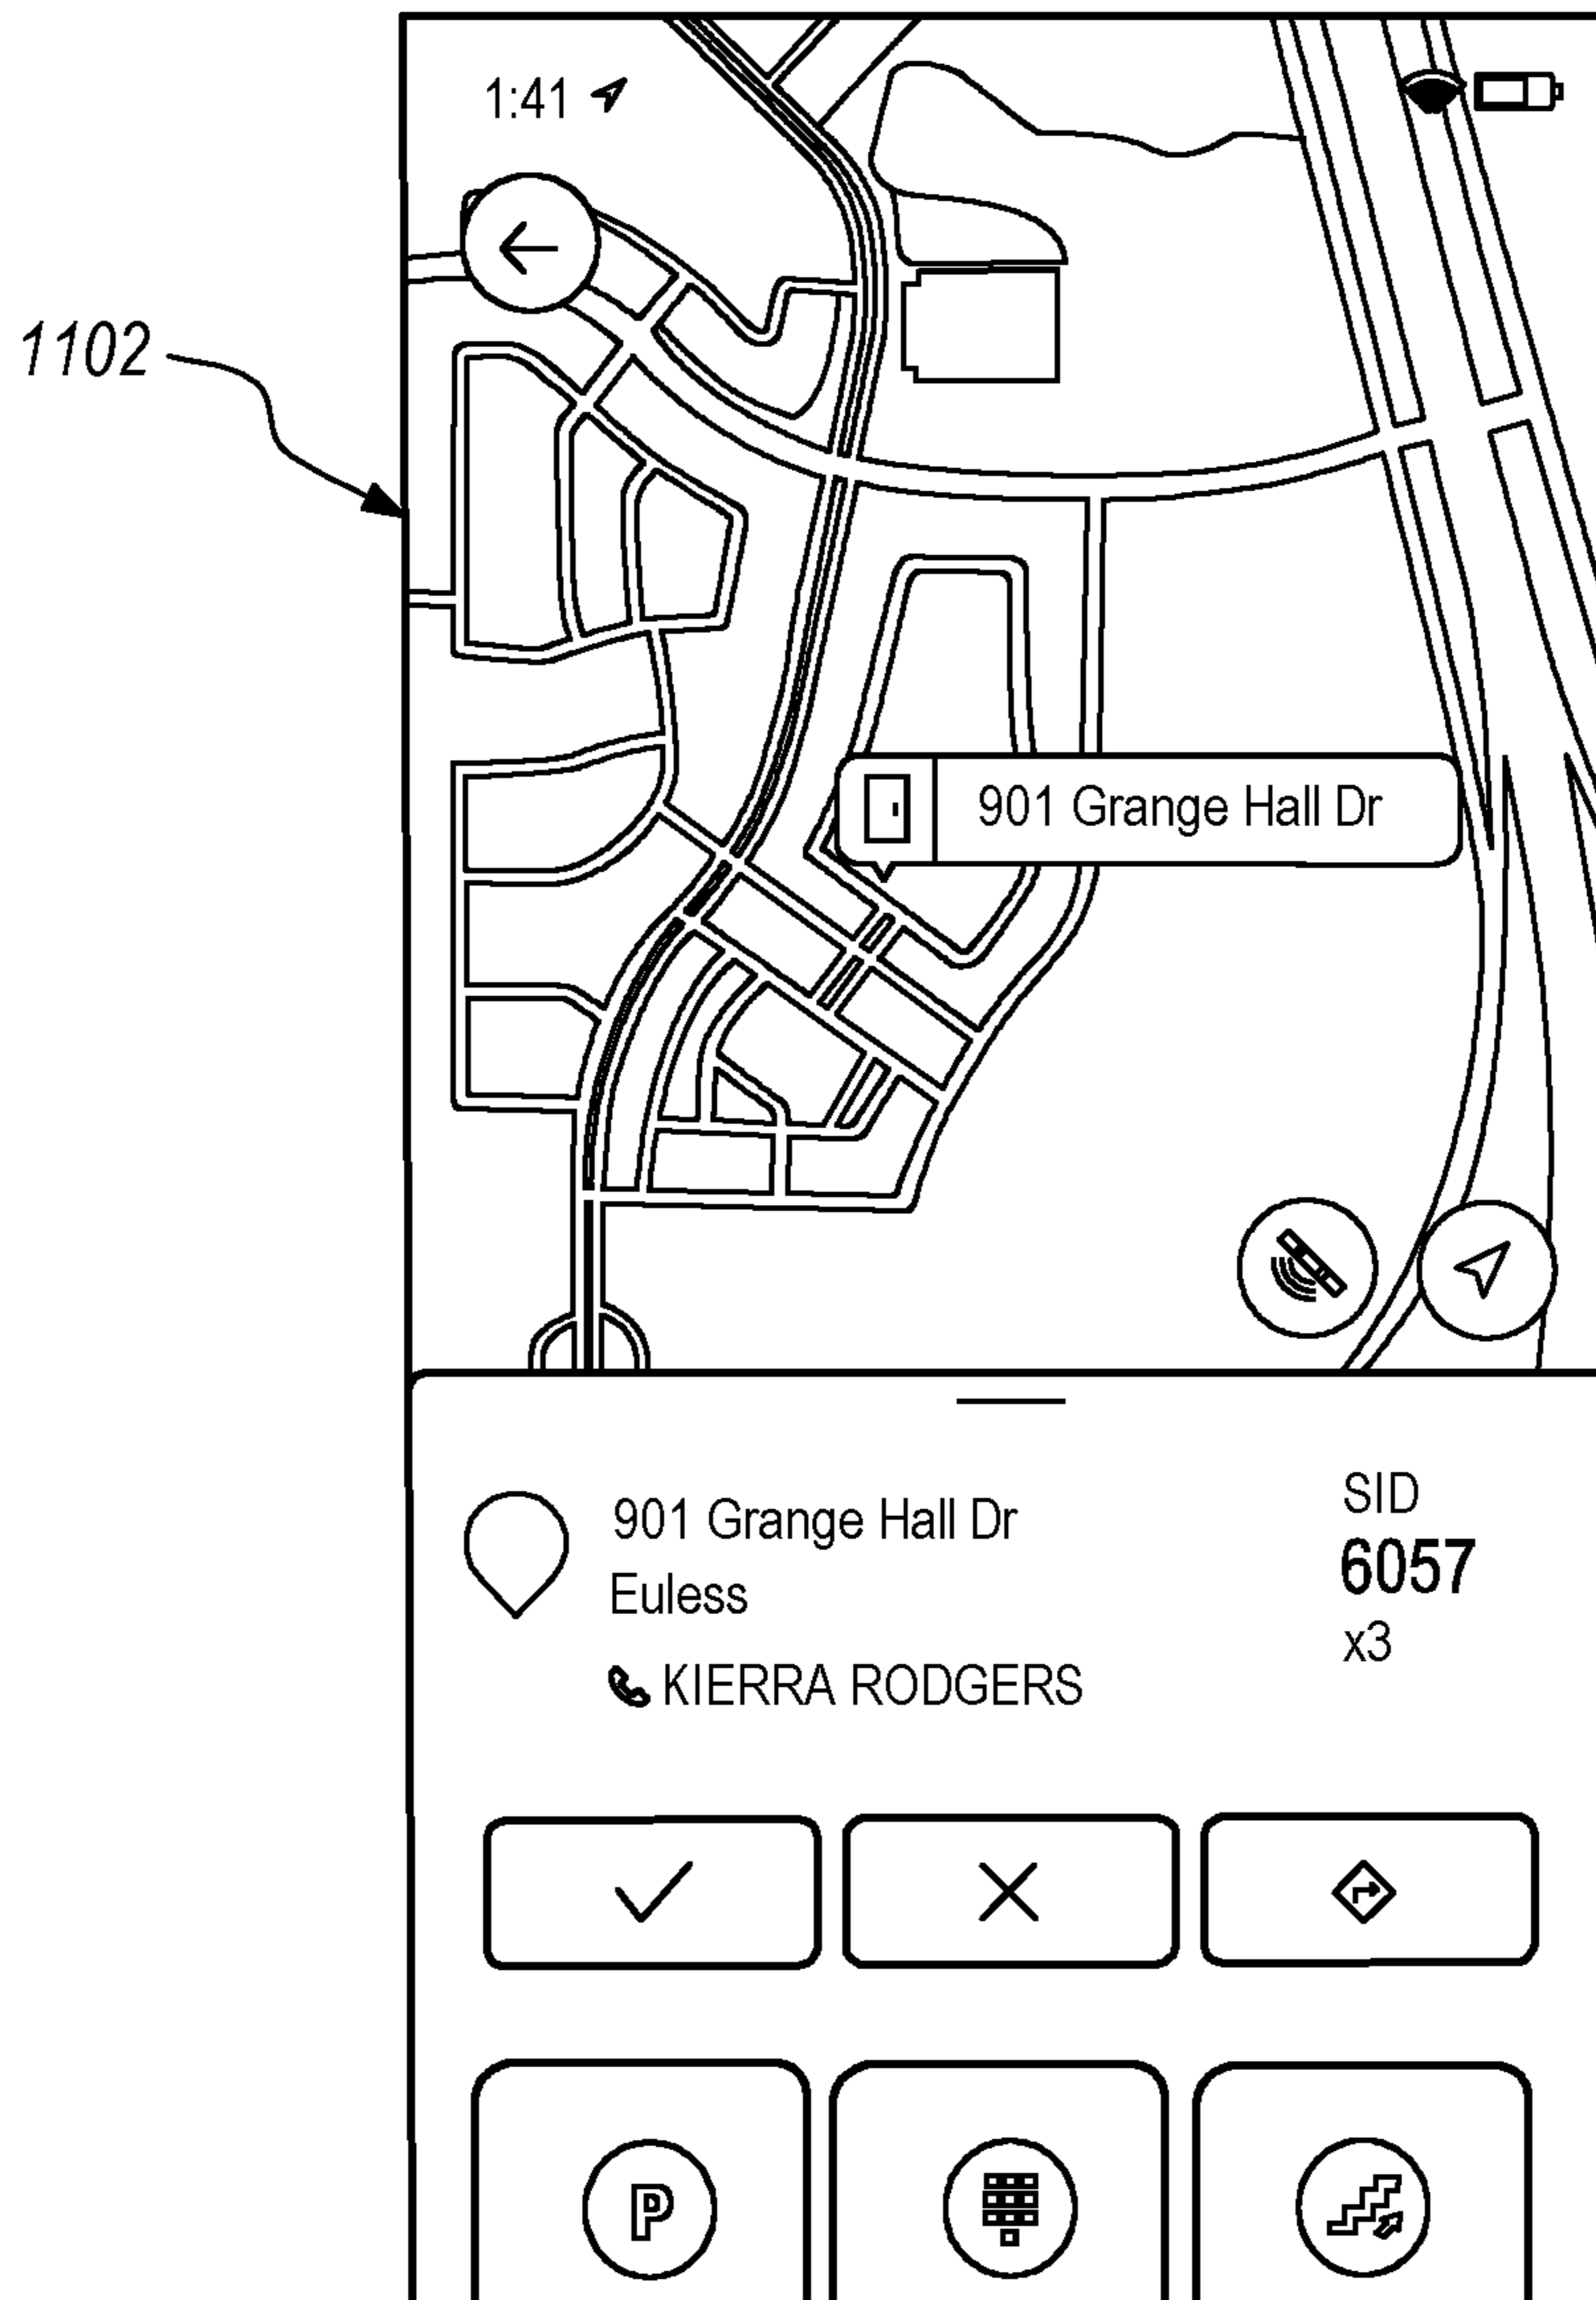 1:41
1102
901 Grange Hall Dr
901 Grange Hall Dr
Euless
KIERRA RODGERS
SID
6057
x3
P